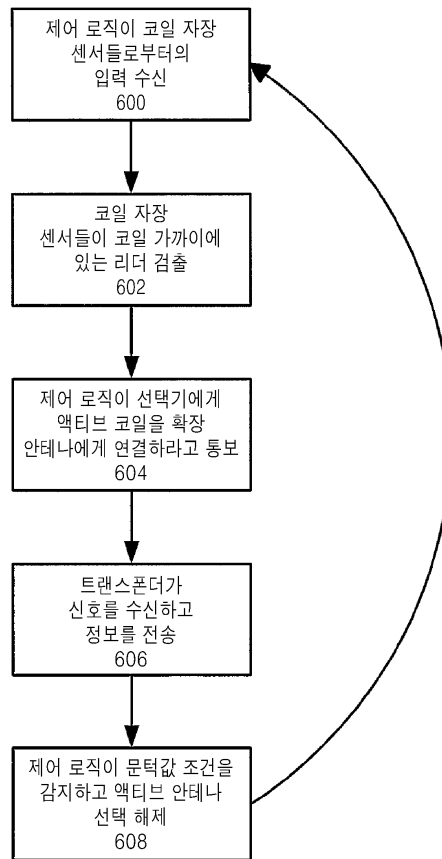 제어 로직이 코일 자장
센서들로부터의
입력 수신
600
코일 자장
센서들이 코일 가까이에
있는 리더 검출
602
제어 로직이 선택기에게
액티브 코일을 확장
안테나에게 연결하라고 통보
604
트랜스폰더가
신호를 수신하고
정보를 전송
606
제어 로직이 문턱값 조건을
감지하고 액티브 안테나
선택 해제
608